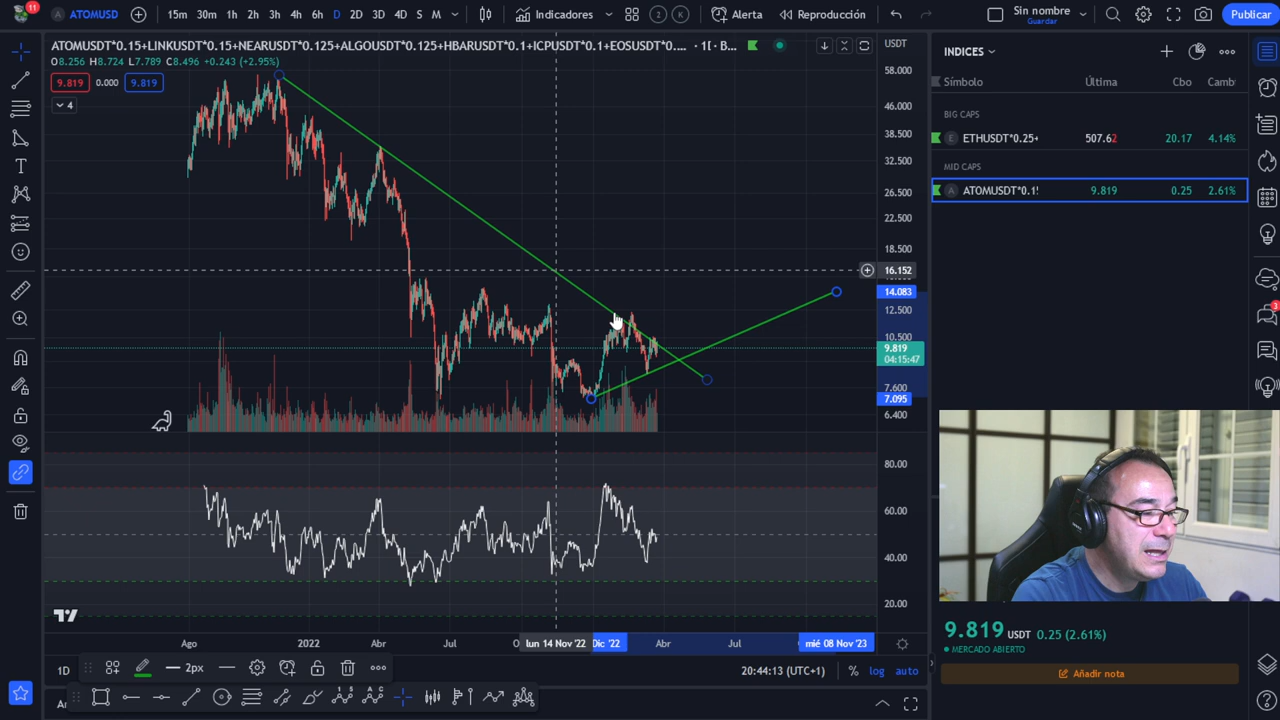 11
A ATOMUSD
15m 30m 1h 2h 3h 4h 6h D 2D 3D 4D S M
Indicadores
2 K
Alerta
Reproducción
Sin nombre
Guardar
Publicar
ATOMUSDT*0.15+LINKUSDT*0.15+NEARUSDT*0.125+ALGOUSDT*0.125+HBARUSDT*0.1+ICPUSDT*0.1+EOSUSDT*0.... · 1[ · B...
O8.256 H8.724 L7.789 C8.496 +0.243 (+2.95%)
9.819 0.000 9.819
4
USDT
58.000
46.000
38.500
32.500
26.500
22.500
18.500
16.152
14.083
12.500
10.500
9.819
04:15:47
7.600
7.095
6.400
80.00
60.00
40.00
20.00
Ago 2022 Abr Jul lun 14 Nov '22 Dic '22 Abr Jul mié 08 Nov '23
1D
2px
20:44:13 (UTC+1)
% log auto
INDICES
Símbolo Última Cbo Camb
BIG CAPS
E ETHUSDT*0.25+ 507.62 20.17 4.14%
MID CAPS
A ATOMUSDT*0.1! 9.819 0.25 2.61%
3
9.819 USDT 0.25 (2.61%)
MERCADO ABIERTO
Añadir nota